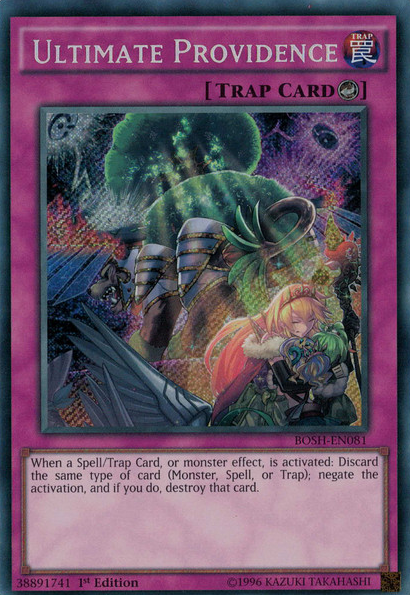 ULTIMATE PROVIDENCE
TRAP
罠
[TRAP CARD]
BOSH-EN081
When a Spell/Trap Card, or monster effect, is activated: Discard
the same type of card (Monster, Spell, or Trap); negate the
activation, and if you do, destroy that card.
38891741 1st Edition ©1996 KAZUKI TAKAHASHI